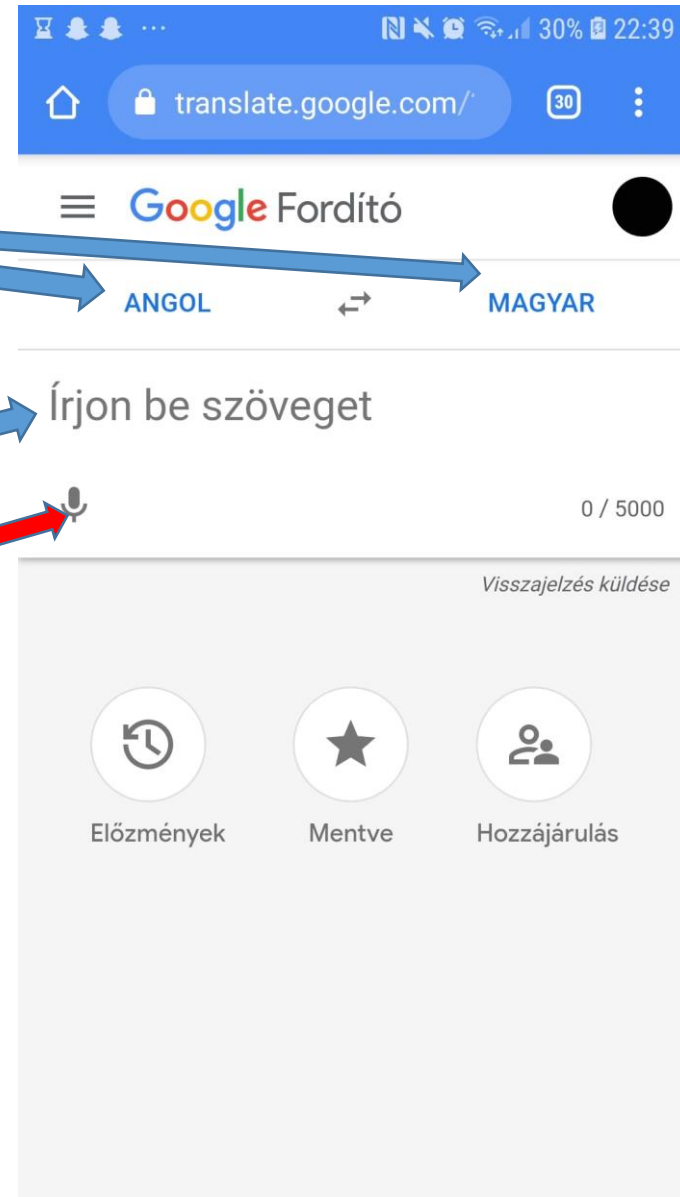 30% 22:39
translate.google.com/
30
Google Fordító
ANGOL MAGYAR
Írjon be szöveget
0 / 5000
Visszajelzés küldése
Előzmények Mentve Hozzájárulás